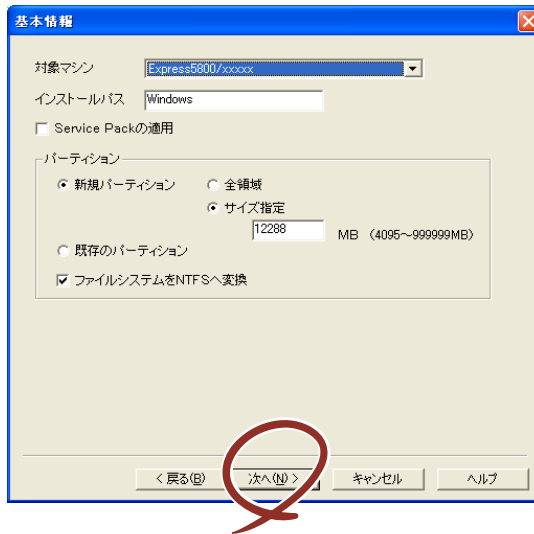 基本情報
対象マシン Express5800/xxxxx
インストールパス Windows
Service Packの適用
パーティション
新規パーティション 全領域
サイズ指定
12288 MB (4095～999999MB)
既存のパーティション
ファイルシステムをNTFSへ変換
< 戻る(B) 次へ(N) > キャンセル ヘルプ